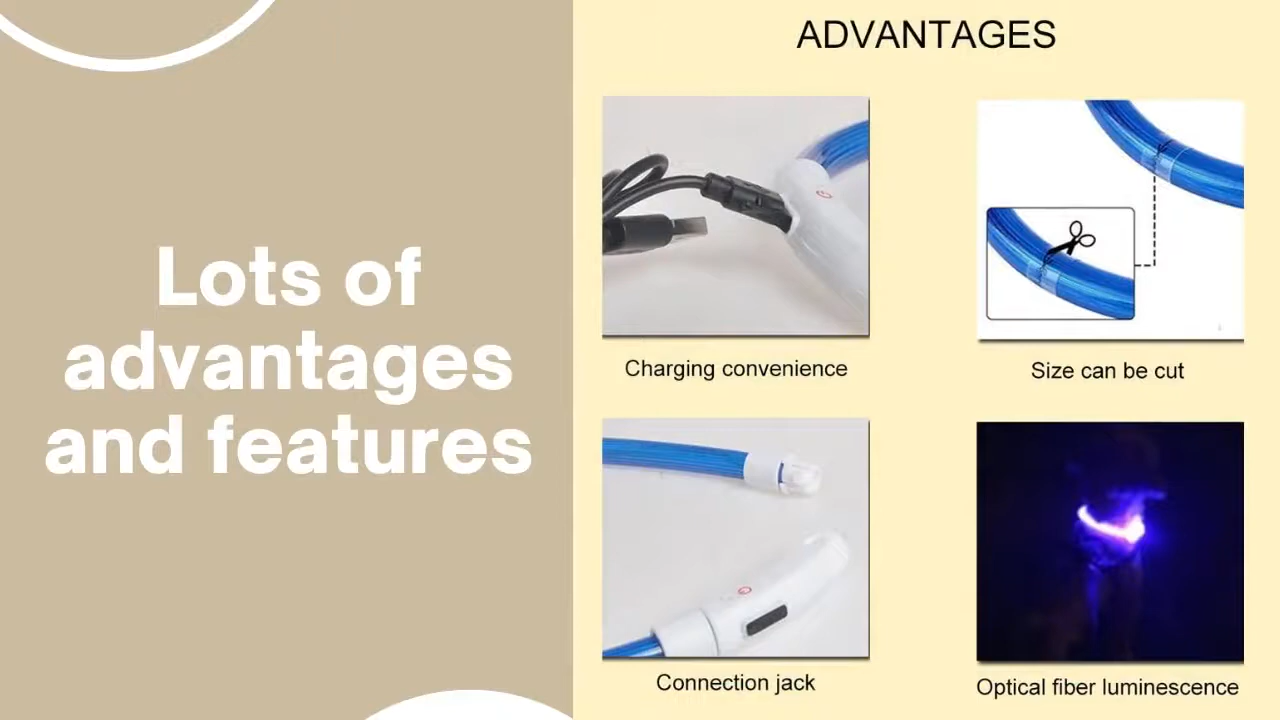 Lots of
advantages
and features
ADVANTAGES
Charging convenience
Size can be cut
Connection jack
Optical fiber luminescence